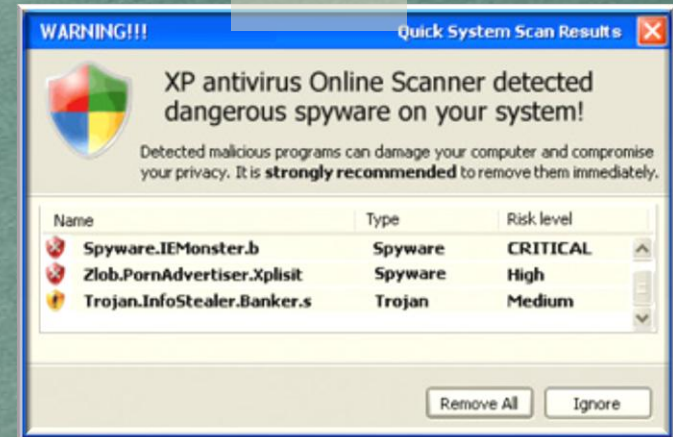 WARNING!!! Quick System Scan Results
XP antivirus Online Scanner detected
dangerous spyware on your system!
Detected malicious programs can damage your computer and compromise
your privacy. It is strongly recommended to remove them immediately.
Name Type Risk level
Spyware.IEMonster.b Spyware CRITICAL
Zlob.PornAdvertiser.Xplisit Spyware High
Trojan.InfoStealer.Banker.s Trojan Medium
Remove All Ignore